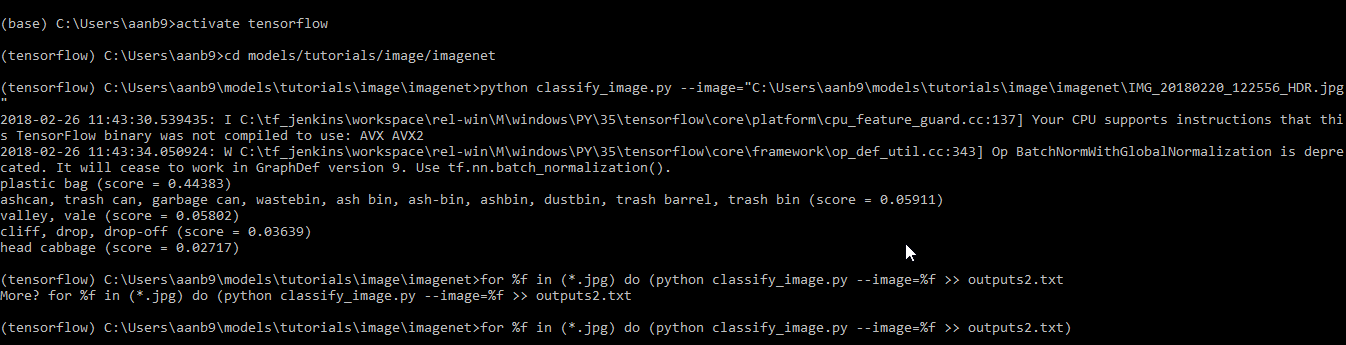 (base) C:\Users\aanb9>activate tensorflow
(tensorflow) C:\Users\aanb9>cd models/tutorials/image/imagenet
(tensorflow) C:\Users\aanb9\models\tutorials\image\imagenet>python classify_image.py --image="C:\Users\aanb9\models\tutorials\image\imagenet\IMG_20180220_122556_HDR.jpg
"
2018-02-26 11:43:30.539435: I C:\tf_jenkins\workspace\rel-win\M\windows\PY\35\tensorflow\core\platform\cpu_feature_guard.cc:137] Your CPU supports instructions that thi
s TensorFlow binary was not compiled to use: AVX AVX2
2018-02-26 11:43:34.050924: W C:\tf_jenkins\workspace\rel-win\M\windows\PY\35\tensorflow\core\framework\op_def_util.cc:343] Op BatchNormWithGlobalNormalization is depre
cated. It will cease to work in GraphDef version 9. Use tf.nn.batch_normalization().
plastic bag (score = 0.44383)
ashcan, trash can, garbage can, wastebin, ash bin, ash-bin, ashbin, dustbin, trash barrel, trash bin (score = 0.05911)
valley, vale (score = 0.05802)
cliff, drop, drop-off (score = 0.03639)
head cabbage (score = 0.02717)
(tensorflow) C:\Users\aanb9\models\tutorials\image\imagenet>for %f in (*.jpg) do (python classify_image.py --image=%f >> outputs2.txt
More? for %f in (*.jpg) do (python classify_image.py --image=%f >> outputs2.txt
(tensorflow) C:\Users\aanb9\models\tutorials\image\imagenet>for %f in (*.jpg) do (python classify_image.py --image=%f >> outputs2.txt)